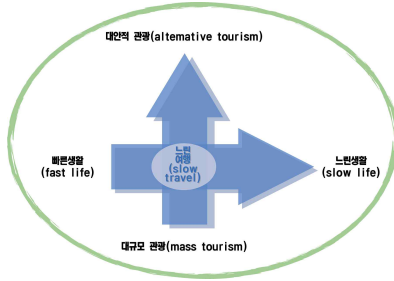 대안적 관광(altemative tourism)
빠른생활
(fast life)
느린
여행
(slow
travel)
느린생활
(slow life)
대규모 관광(mass tourism)